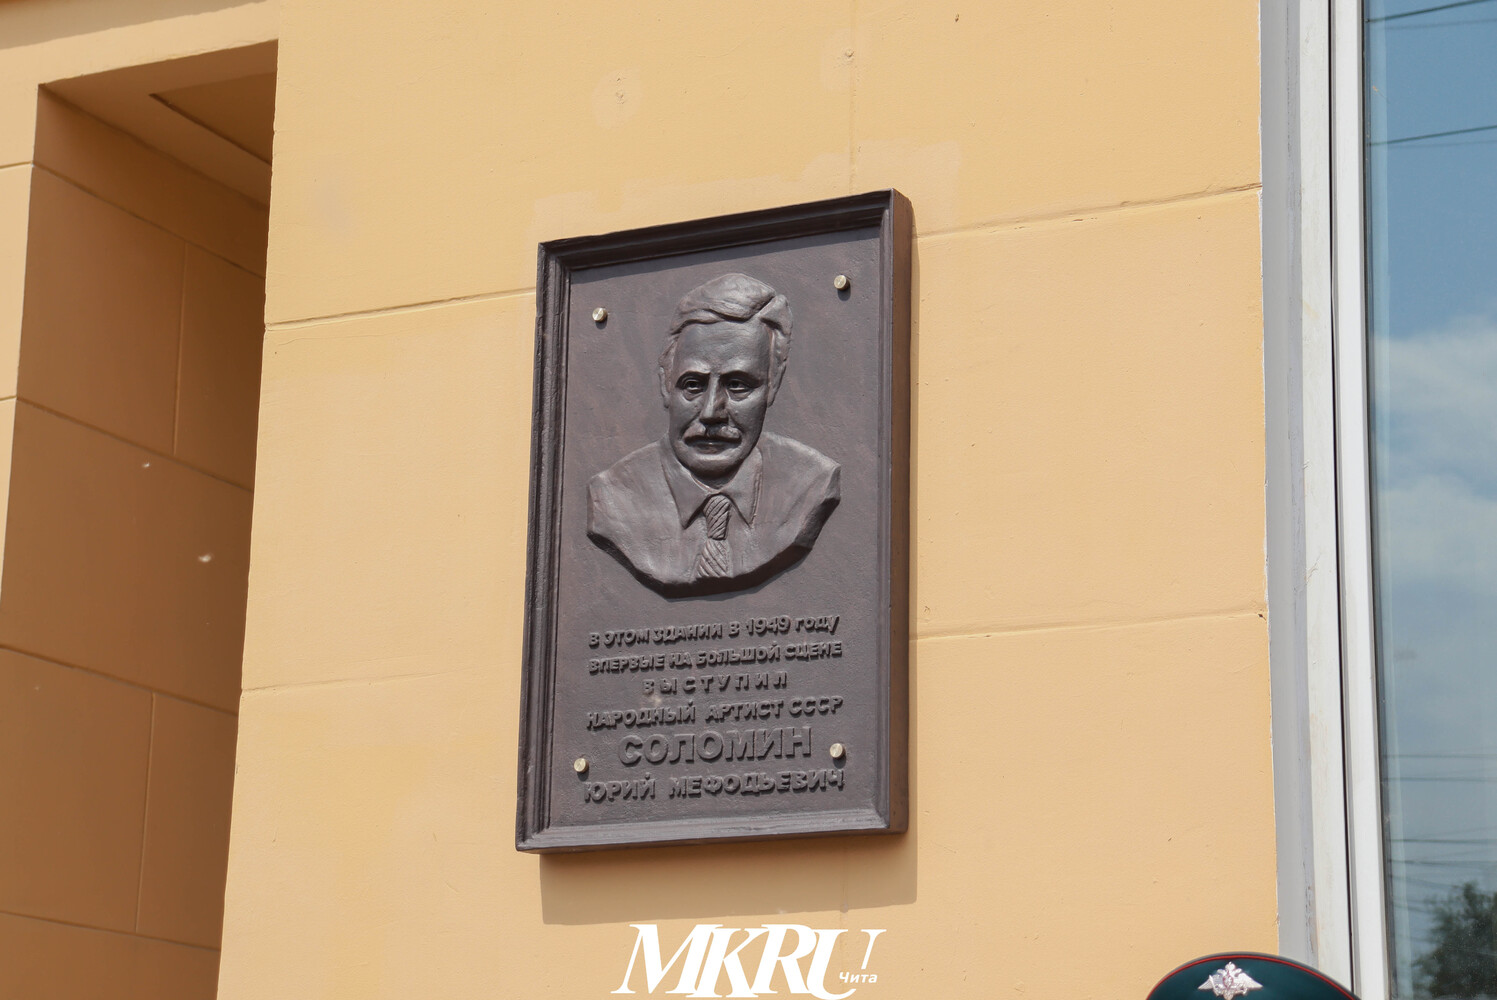 В ЭТОМ ЗДАНИИ В 1949 ГОДУ
ВПЕРВЫЕ НА БОЛЬШОЙ СЦЕНЕ
ВЫСТУПИЛ
НАРОДНЫЙ АРТИСТ СССР
СОЛОМИН
ЮРИЙ МЕФОДЬЕВИЧ
MKRU
Чита